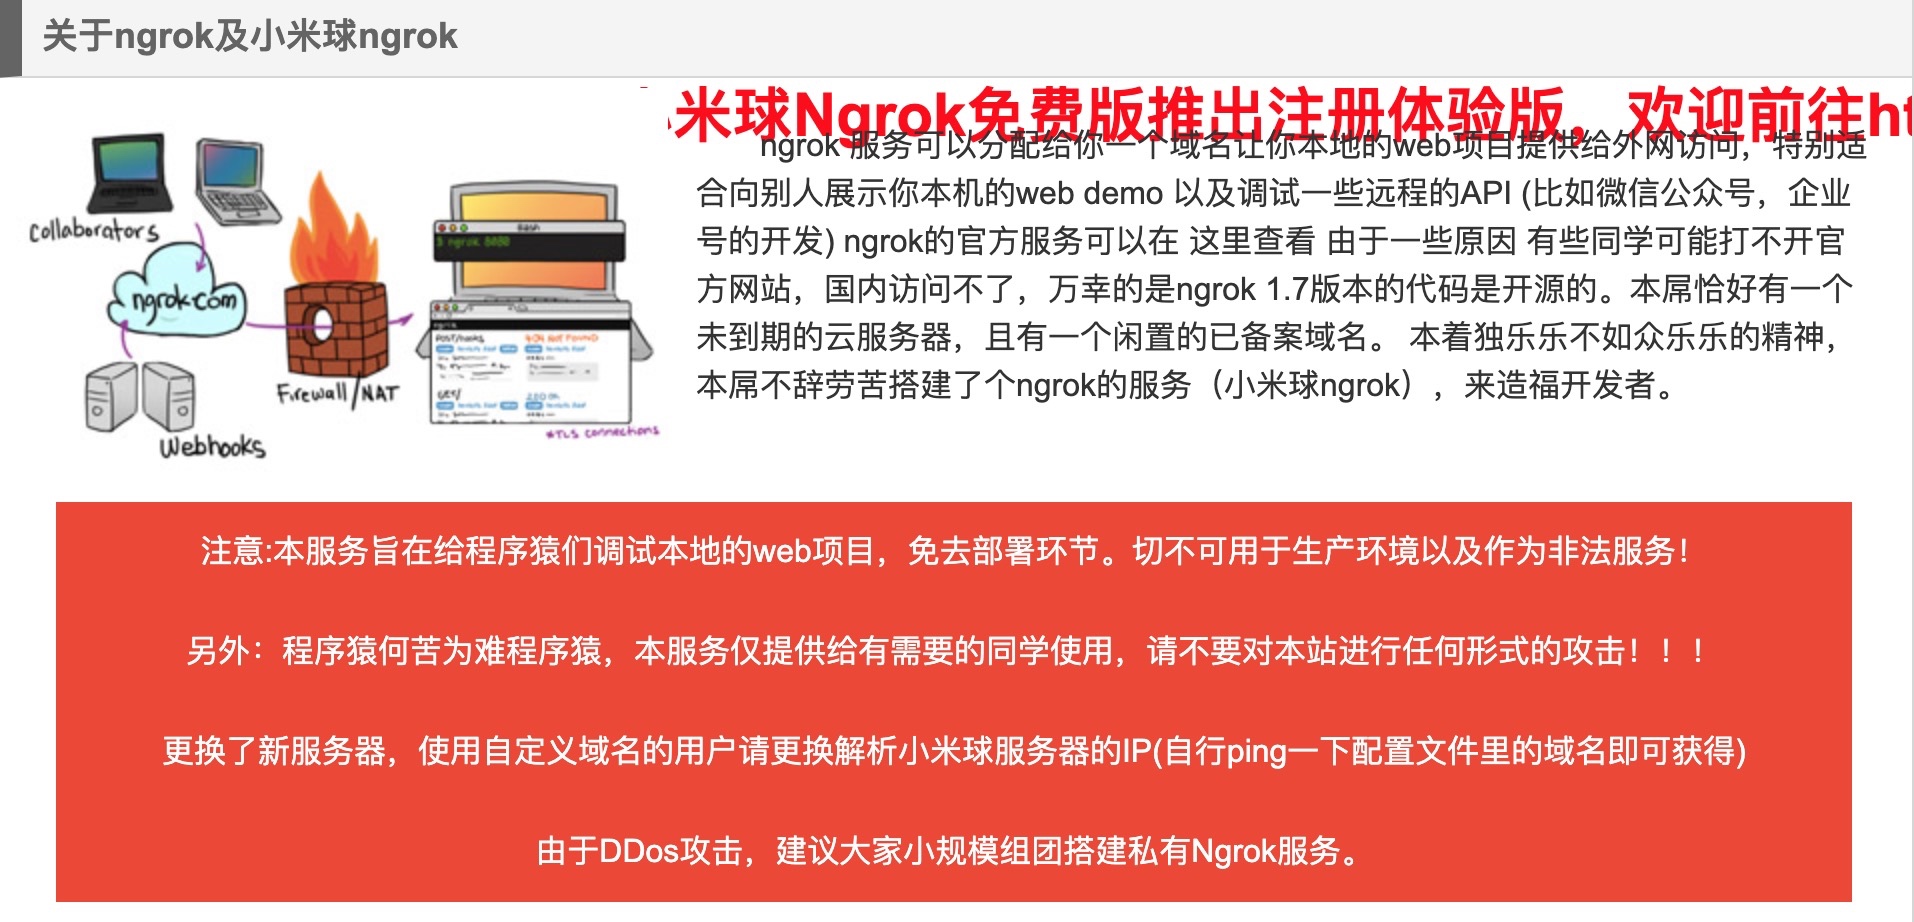 关于ngrok及小米球ngrok
米球Ngrok免费版推出注册体验版，欢迎前往ht
ngrok 服务可以分配给你一个域名让你本地的web项目提供给外网访问，特别适
合向别人展示你本机的web demo 以及调试一些远程的API (比如微信公众号，企业
号的开发) ngrok的官方服务可以在 这里查看 由于一些原因 有些同学可能打不开官
方网站，国内访问不了，万幸的是ngrok 1.7版本的代码是开源的。本屌恰好有一个
未到期的云服务器，且有一个闲置的已备案域名。 本着独乐乐不如众乐乐的精神，
本屌不辞劳苦搭建了个ngrok的服务（小米球ngrok），来造福开发者。
collaborators
ngrok.com
Webhooks
Firewall/NAT
Bash
$ ngrok 8080
ngrok
POST/hooks
404 NOT FOUND
GET/
200 OK
*TLS connections
注意:本服务旨在给程序猿们调试本地的web项目，免去部署环节。切不可用于生产环境以及作为非法服务！
另外：程序猿何苦为难程序猿，本服务仅提供给有需要的同学使用，请不要对本站进行任何形式的攻击！！！
更换了新服务器，使用自定义域名的用户请更换解析小米球服务器的IP(自行ping一下配置文件里的域名即可获得)
由于DDos攻击，建议大家小规模组团搭建私有Ngrok服务。